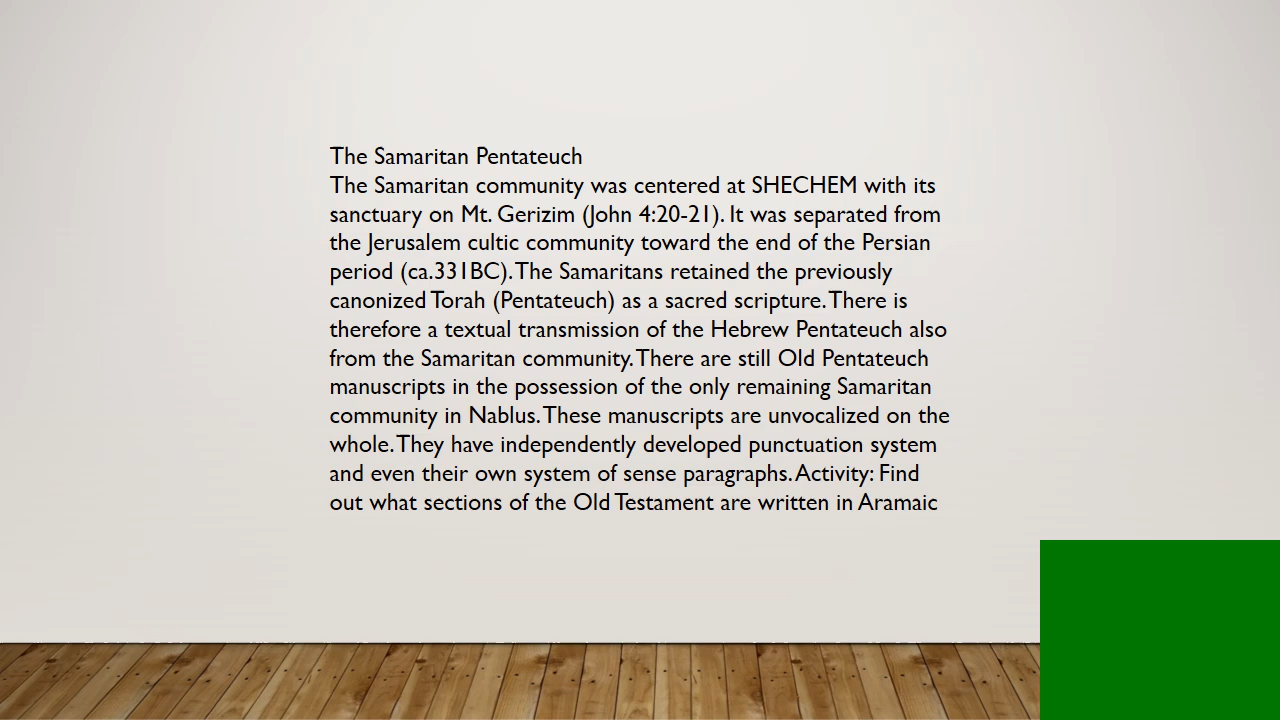 The Samaritan Pentateuch
The Samaritan community was centered at SHECHEM with its
sanctuary on Mt. Gerizim (John 4:20-21). It was separated from
the Jerusalem cultic community toward the end of the Persian
period (ca.331BC). The Samaritans retained the previously
canonized Torah (Pentateuch) as a sacred scripture. There is
therefore a textual transmission of the Hebrew Pentateuch also
from the Samaritan community. There are still Old Pentateuch
manuscripts in the possession of the only remaining Samaritan
community in Nablus. These manuscripts are unvocalized on the
whole. They have independently developed punctuation system
and even their own system of sense paragraphs. Activity: Find
out what sections of the Old Testament are written in Aramaic